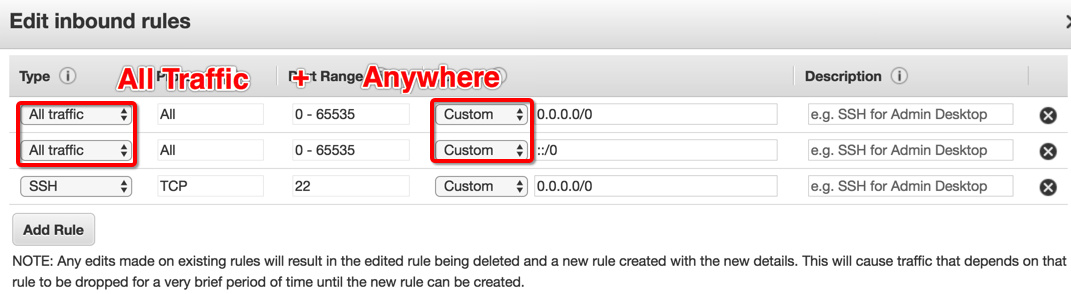 Edit inbound rules
Type i All Traffic + Anywhere Description i
All traffic All 0 - 65535 Custom 0.0.0.0/0 e.g. SSH for Admin Desktop
All traffic All 0 - 65535 Custom ::/0 e.g. SSH for Admin Desktop
SSH TCP 22 Custom 0.0.0.0/0 e.g. SSH for Admin Desktop
Add Rule
NOTE: Any edits made on existing rules will result in the edited rule being deleted and a new rule created with the new details. This will cause traffic that depends on that
rule to be dropped for a very brief period of time until the new rule can be created.